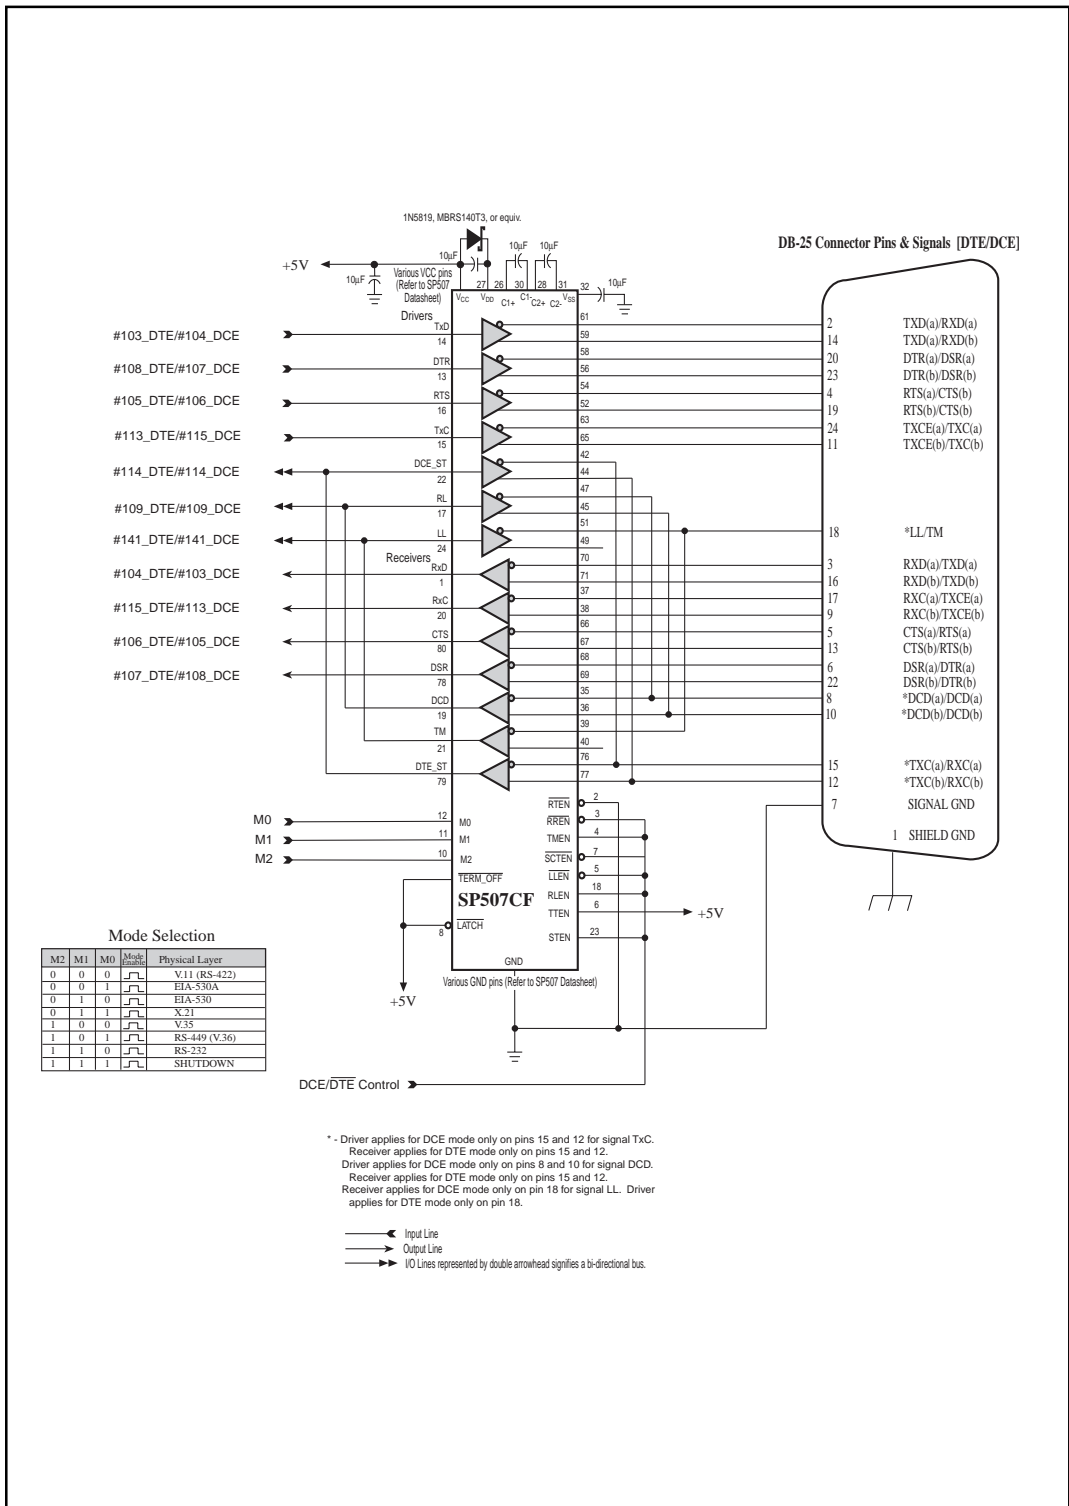 1N5819, MBRS140T3, or equiv.
DB-25 Connector Pins & Signals [DTE/DCE]
+5V
10µF
10µF
10µF 10µF
10µF
Various VCC pins
(Refer to SP507
Datasheet)
27 26 30 28 31 32
VCC VDD C1+ C1- C2+ C2- VSS
Drivers
#103_DTE/#104_DCE TxD 14 61 59
2 TXD(a)/RXD(a)
14 TXD(a)/RXD(b)
#108_DTE/#107_DCE DTR 13 58 56
20 DTR(a)/DSR(a)
23 DTR(b)/DSR(b)
#105_DTE/#106_DCE RTS 16 54 52
4 RTS(a)/CTS(b)
19 RTS(b)/CTS(b)
#113_DTE/#115_DCE TxC 15 63 65
24 TXCE(a)/TXC(a)
11 TXCE(b)/TXC(b)
#114_DTE/#114_DCE DCE_ST 22 42 44
#109_DTE/#109_DCE RL 17 47 45
#141_DTE/#141_DCE LL 24 51 49
18 *LL/TM
Receivers
#104_DTE/#103_DCE RxD 1 70 71
3 RXD(a)/TXD(a)
16 RXD(b)/TXD(b)
#115_DTE/#113_DCE RxC 20 37 38
17 RXC(a)/TXCE(a)
9 RXC(b)/TXCE(b)
#106_DTE/#105_DCE CTS 80 66 67
5 CTS(a)/RTS(a)
13 CTS(b)/RTS(b)
#107_DTE/#108_DCE DSR 78 68 69
6 DSR(a)/DTR(a)
22 DSR(b)/DTR(b)
DCD 19 35 36
8 *DCD(a)/DCD(a)
10 *DCD(b)/DCD(b)
TM 21 39 40
DTE_ST 79 76 77
15 *TXC(a)/RXC(a)
12 *TXC(b)/RXC(b)
7 SIGNAL GND
1 SHIELD GND
M0 12 M0
M1 11 M1
M2 10 M2
TERM_OFF
SP507CF
8 LATCH
+5V
RTEN 2
RREN 3
TMEN 4
SCTEN 7
LLEN 5
RLEN 18
TTEN 6 +5V
STEN 23
GND
Various GND pins (Refer to SP507 Datasheet)
DCE/DTE Control
Mode Selection
M2 M1 M0 Mode Enable Physical Layer
0 0 0 V.11 (RS-422)
0 0 1 EIA-530A
0 1 0 EIA-530
0 1 1 X.21
1 0 0 V.35
1 0 1 RS-449 (V.36)
1 1 0 RS-232
1 1 1 SHUTDOWN
* - Driver applies for DCE mode only on pins 15 and 12 for signal TxC.
Receiver applies for DTE mode only on pins 15 and 12.
Driver applies for DCE mode only on pins 8 and 10 for signal DCD.
Receiver applies for DTE mode only on pins 15 and 12.
Receiver applies for DCE mode only on pin 18 for signal LL. Driver
applies for DTE mode only on pin 18.
Input Line
Output Line
I/O Lines represented by double arrowhead signifies a bi-directional bus.